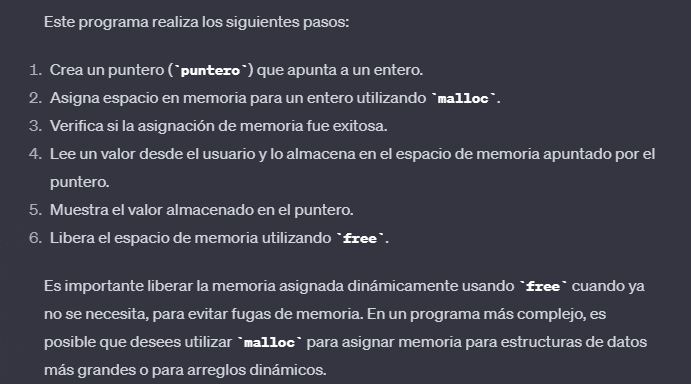 Este programa realiza los siguientes pasos:
1. Crea un puntero (`puntero`) que apunta a un entero.
2. Asigna espacio en memoria para un entero utilizando `malloc`.
3. Verifica si la asignación de memoria fue exitosa.
4. Lee un valor desde el usuario y lo almacena en el espacio de memoria apuntado por el
puntero.
5. Muestra el valor almacenado en el puntero.
6. Libera el espacio de memoria utilizando `free`.
Es importante liberar la memoria asignada dinámicamente usando `free` cuando ya
no se necesita, para evitar fugas de memoria. En un programa más complejo, es
posible que desees utilizar `malloc` para asignar memoria para estructuras de datos
más grandes o para arreglos dinámicos.